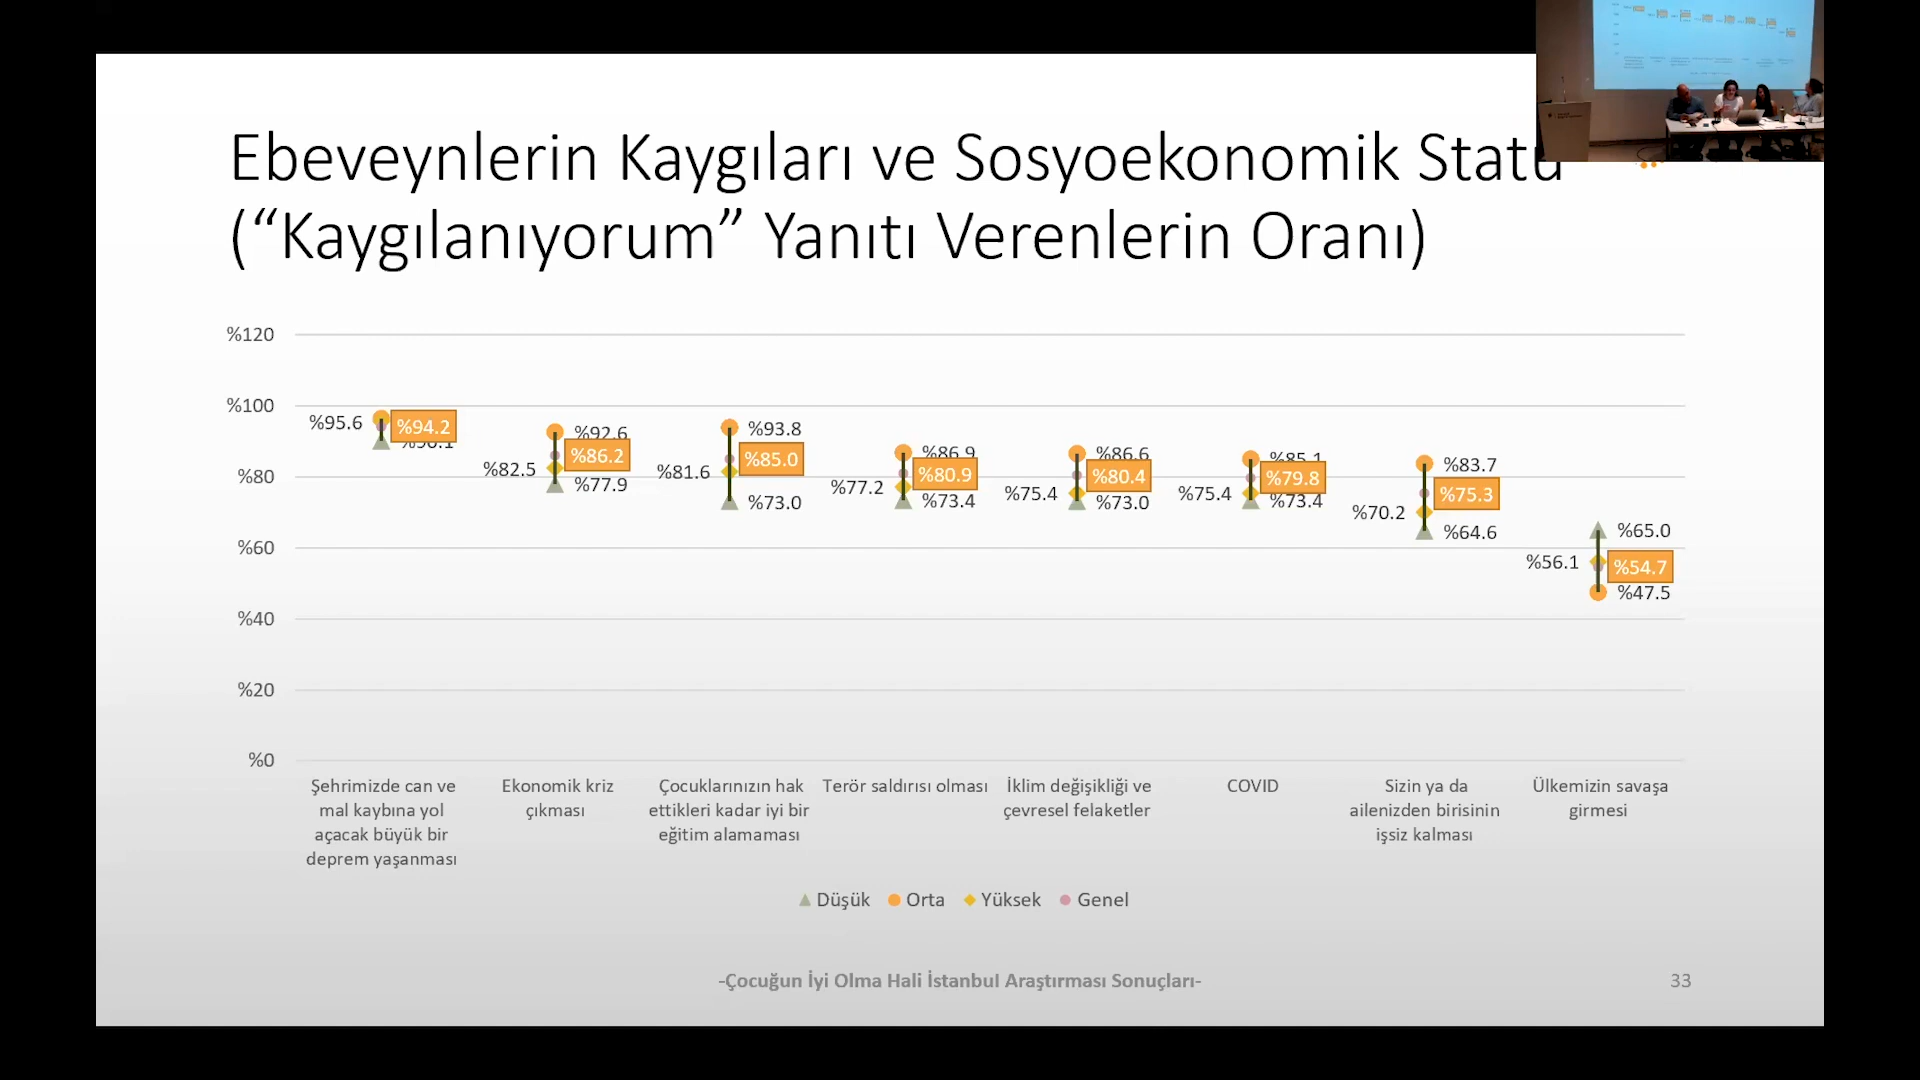 Ebeveynlerin Kaygıları ve Sosyoekonomik Statü
(“Kaygılanıyorum” Yanıtı Verenlerin Oranı)
%120
%100
%80
%60
%40
%20
%0
%95.6
%94.2
%92.6
%86.2
%82.5
%77.9
%93.8
%85.0
%81.6
%73.0
%86.9
%80.9
%77.2
%73.4
%86.6
%80.4
%75.4
%73.0
%85.1
%79.8
%75.4
%73.4
%83.7
%75.3
%70.2
%64.6
%65.0
%56.1
%54.7
%47.5
Şehrimizde can ve
mal kaybına yol
açacak büyük bir
deprem yaşanması
Ekonomik kriz
çıkması
Çocuklarınızın hak
ettikleri kadar iyi bir
eğitim alamaması
Terör saldırısı olması
İklim değişikliği ve
çevresel felaketler
COVID
Sizin ya da
ailenizden birisinin
işsiz kalması
Ülkemizin savaşa
girmesi
Düşük Orta Yüksek Genel
-Çocuğun İyi Olma Hali İstanbul Araştırması Sonuçları-
33